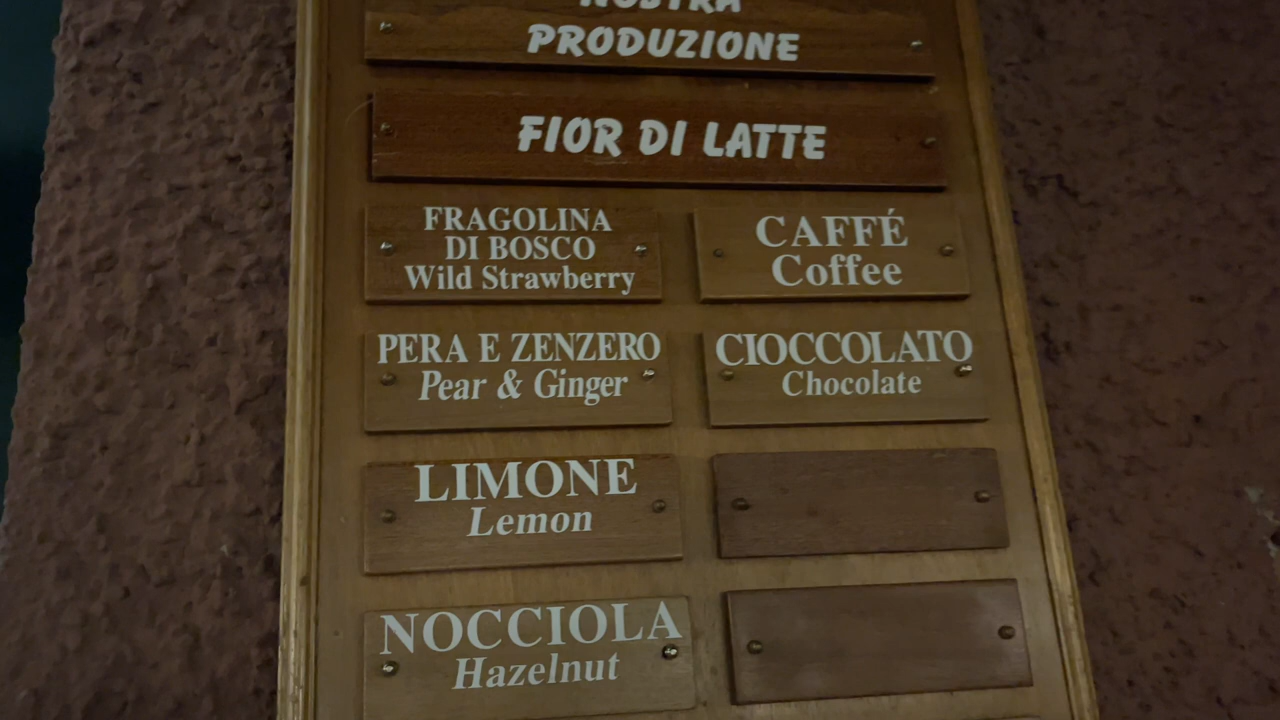 NOSTRA
PRODUZIONE
FIOR DI LATTE
FRAGOLINA
DI BOSCO
Wild Strawberry
CAFFÉ
Coffee
PERA E ZENZERO
Pear & Ginger
CIOCCOLATO
Chocolate
LIMONE
Lemon
NOCCIOLA
Hazelnut